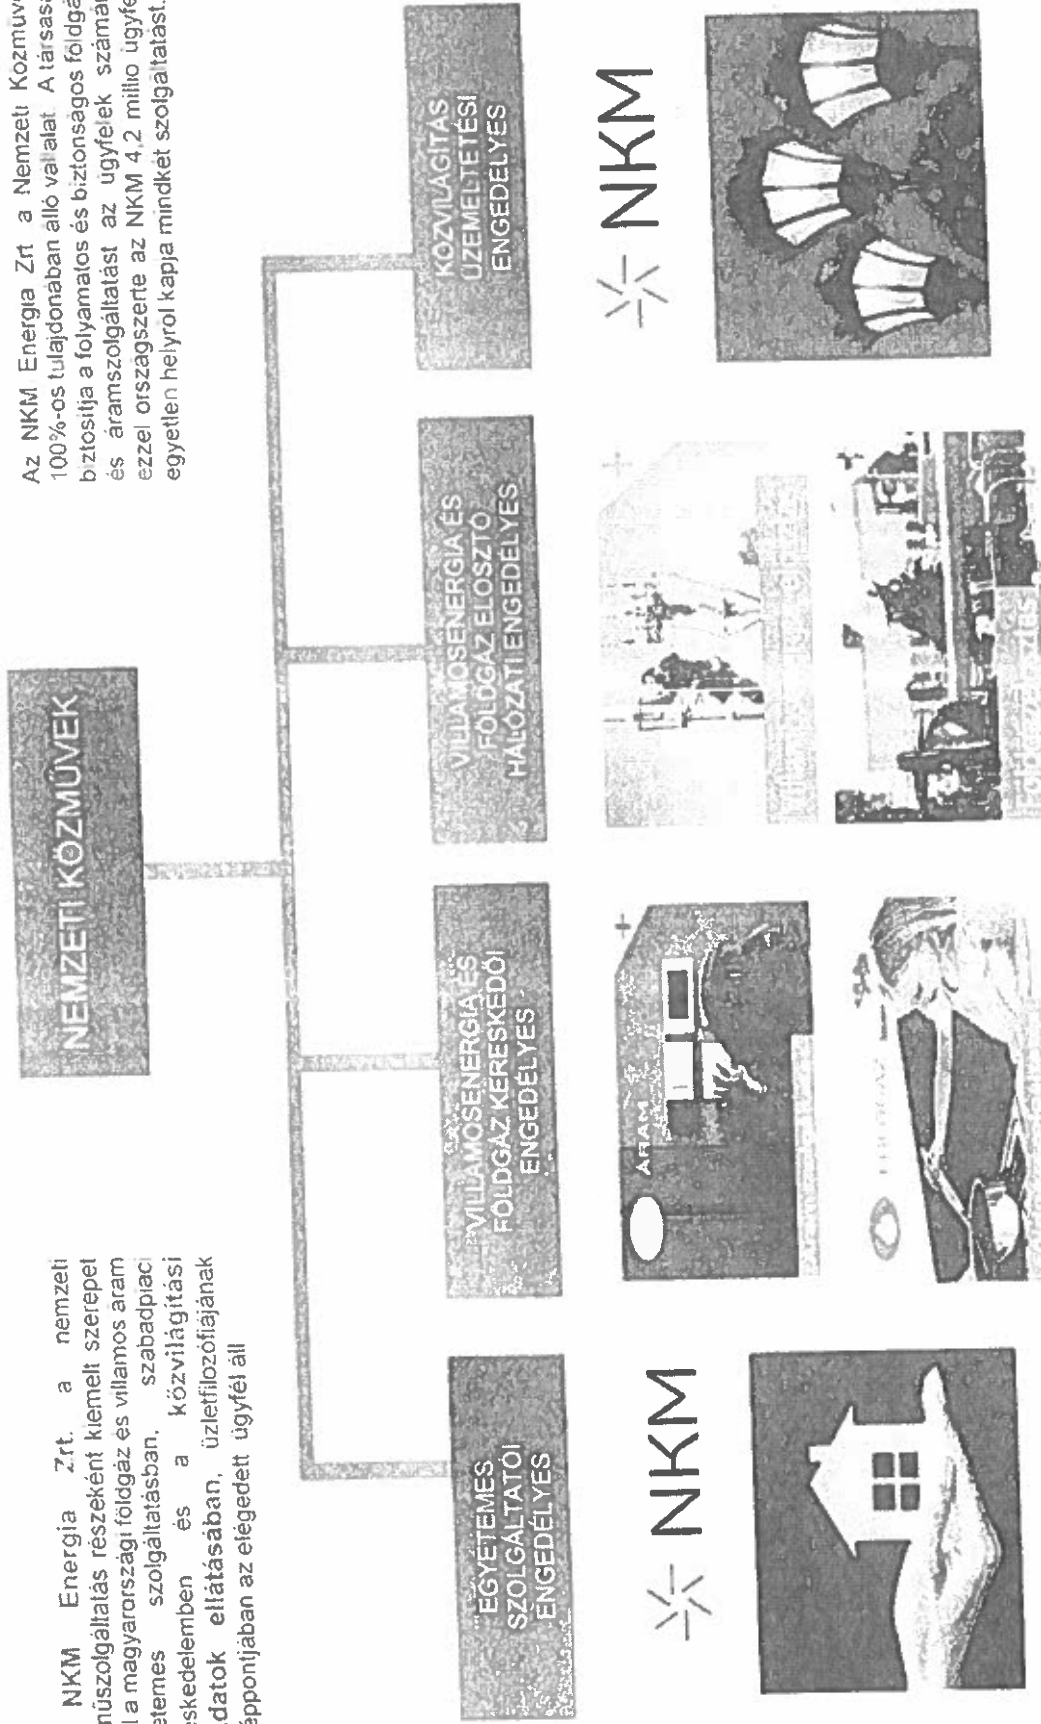 NKM Energia Zrt. a nemzeti
műszolgáltatás részeként kiemelt szerepet
l a magyarországi földgáz és villamos áram
etemes szolgáltatásban, szabadpiaci
eskedelemben és a közvilágítási
adatok ellátásában, üzletfilozófiájának
éppontjában az elégedett ügyfél áll
NEMZETI KÖZMŰVEK
Az NKM Energia Zrt a Nemzeti Közműv
100%-os tulajdonában álló vállalat A társasá
biztosítja a folyamatos és biztonságos földgá
és áramszolgáltatást az ügyfelek számár
ezzel országszerte az NKM 4,2 millió ügyfe
egyetlen helyről kapja mindkét szolgáltatást.
EGYETEMES
SZOLGÁLTATÓI
ENGEDÉLYES
VILLAMOSENERGIA ÉS
FÖLDGÁZ KERESKEDŐI
ENGEDÉLYES
VILLAMOSENERGIA ÉS
FÖLDGÁZ ELOSZTÓ
HÁLÓZATI ENGEDÉLYES
KÖZVILÁGÍTÁS
ÜZEMELTETÉSI
ENGEDÉLYES
NKM
ÁRAM
NKM